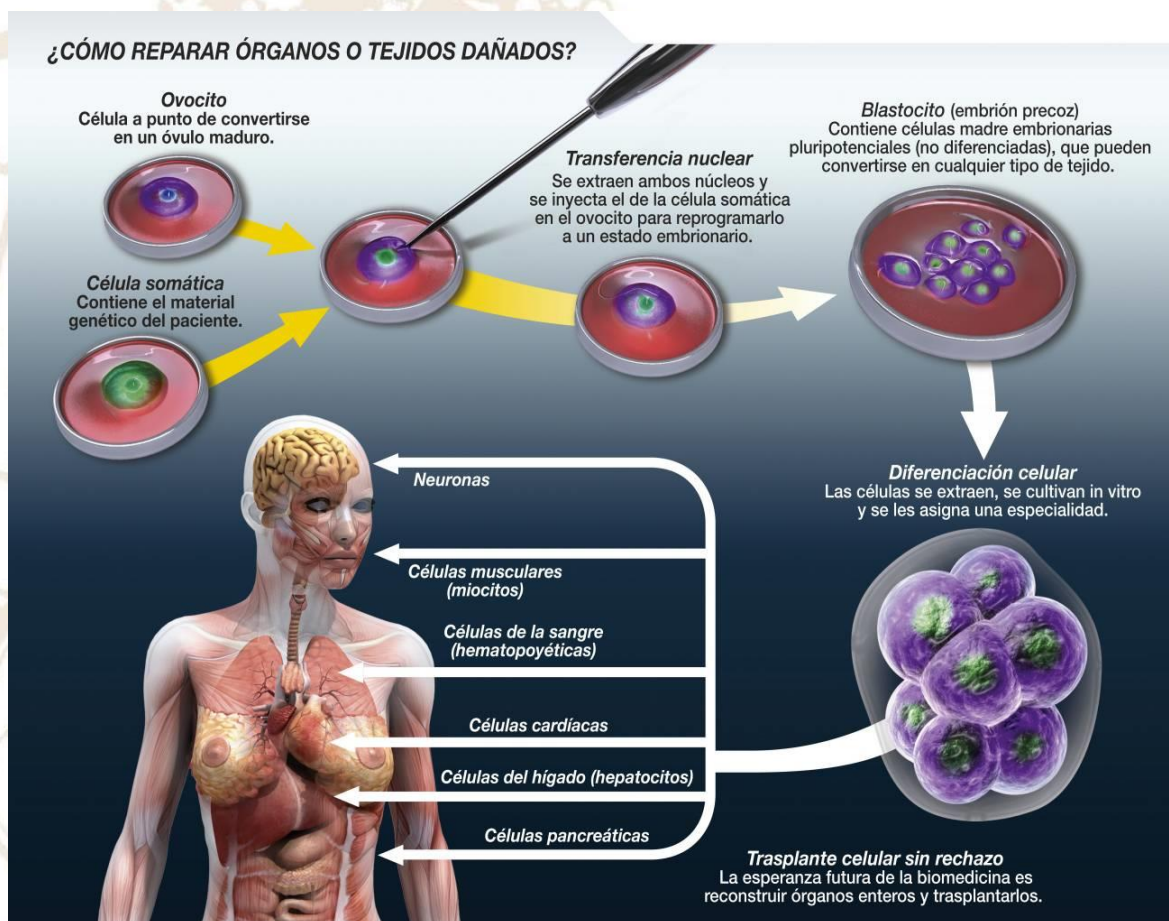 ¿CÓMO REPARAR ÓRGANOS O TEJIDOS DAÑADOS?
Ovocito
Célula a punto de convertirse
en un óvulo maduro.
Célula somática
Contiene el material
genético del paciente.
Transferencia nuclear
Se extraen ambos núcleos y
se inyecta el de la célula somática
en el ovocito para reprogramarlo
a un estado embrionario.
Blastocito (embrión precoz)
Contiene células madre embrionarias
pluripotenciales (no diferenciadas), que pueden
convertirse en cualquier tipo de tejido.
Diferenciación celular
Las células se extraen, se cultivan in vitro
y se les asigna una especialidad.
Neuronas
Células musculares
(miocitos)
Células de la sangre
(hematopoyéticas)
Células cardíacas
Células del hígado (hepatocitos)
Células pancreáticas
Trasplante celular sin rechazo
La esperanza futura de la biomedicina es
reconstruir órganos enteros y trasplantarlos.